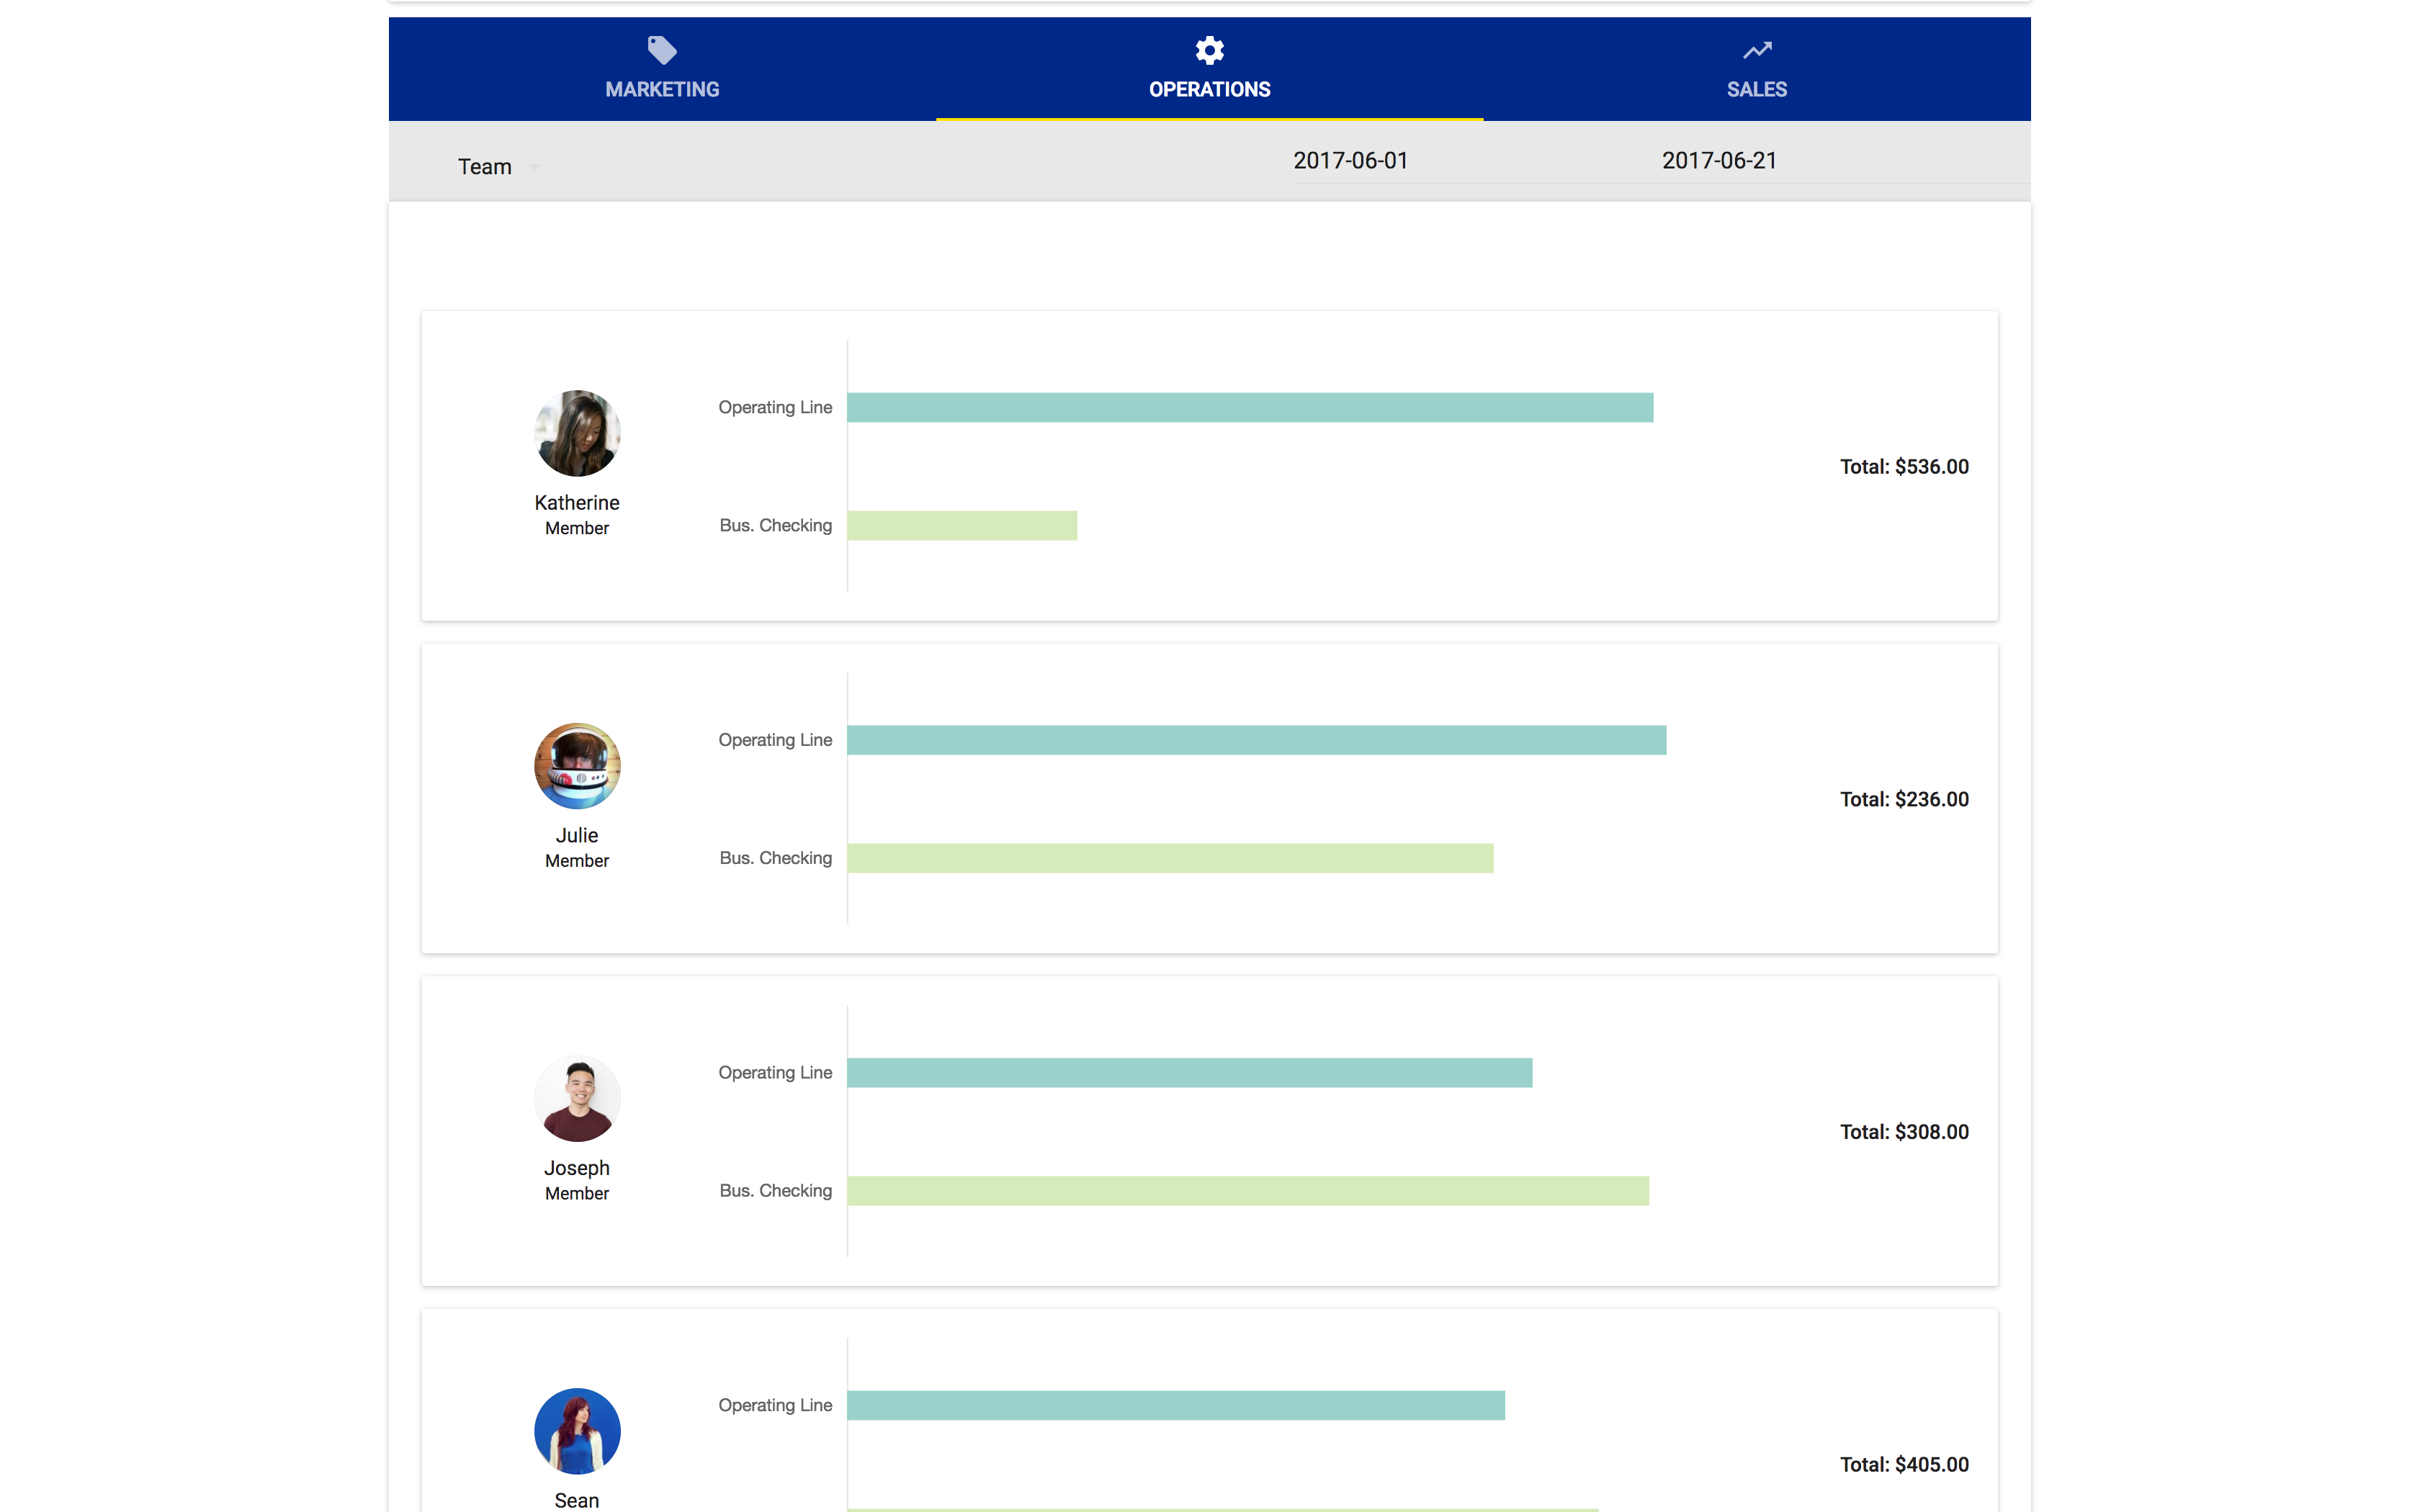 MARKETING
OPERATIONS
SALES
Team
2017-06-01
2017-06-21
Operating Line
Total: $536.00
Katherine
Member
Bus. Checking
Operating Line
Total: $236.00
Julie
Member
Bus. Checking
Operating Line
Total: $308.00
Joseph
Member
Bus. Checking
Operating Line
Total: $405.00
Sean